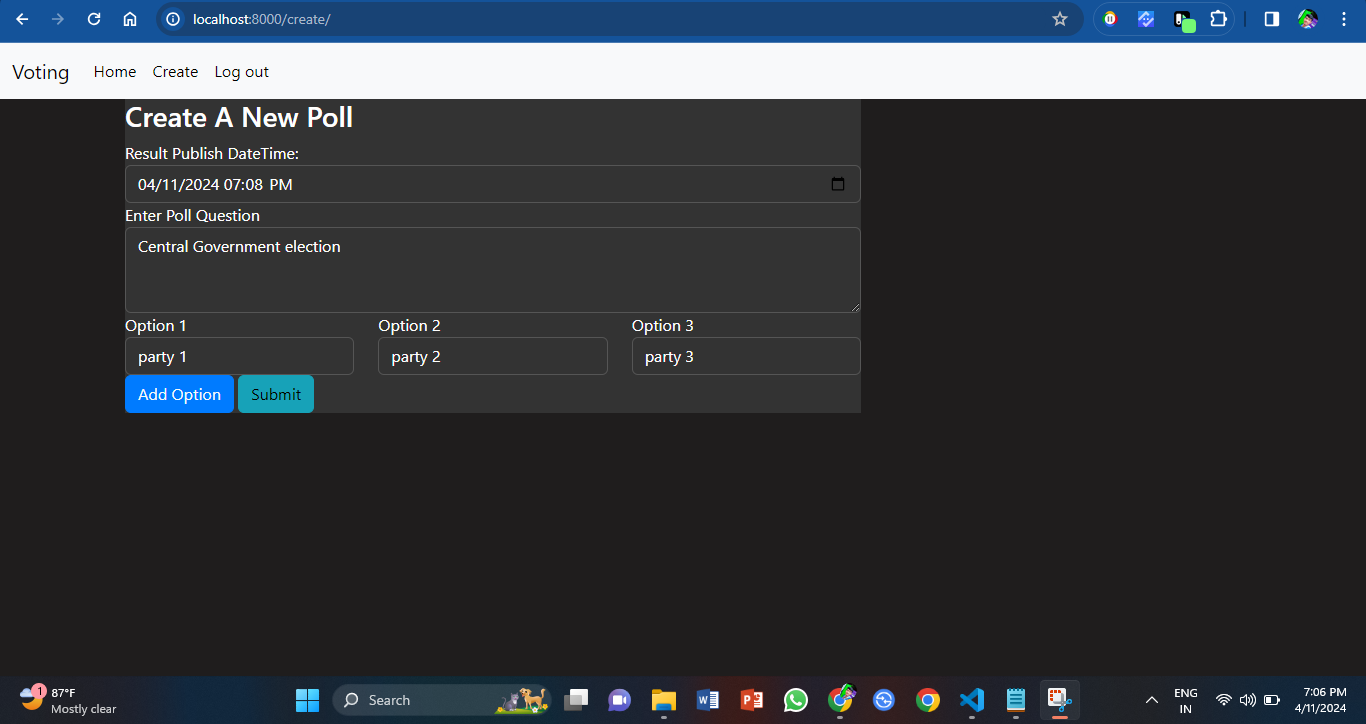 localhost:8000/create/
Voting Home Create Log out
Create A New Poll
Result Publish DateTime:
04/11/2024 07:08 PM
Enter Poll Question
Central Government election
Option 1 Option 2 Option 3
party 1 party 2 party 3
Add Option Submit
1 87°F
Mostly clear
Search
ENG
IN
7:06 PM
4/11/2024